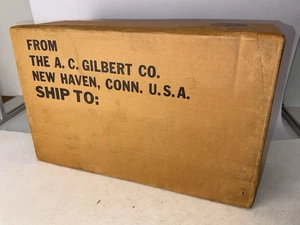 FROM
THE A. C. GILBERT CO.
NEW HAVEN, CONN. U. S. A.
SHIP TO: